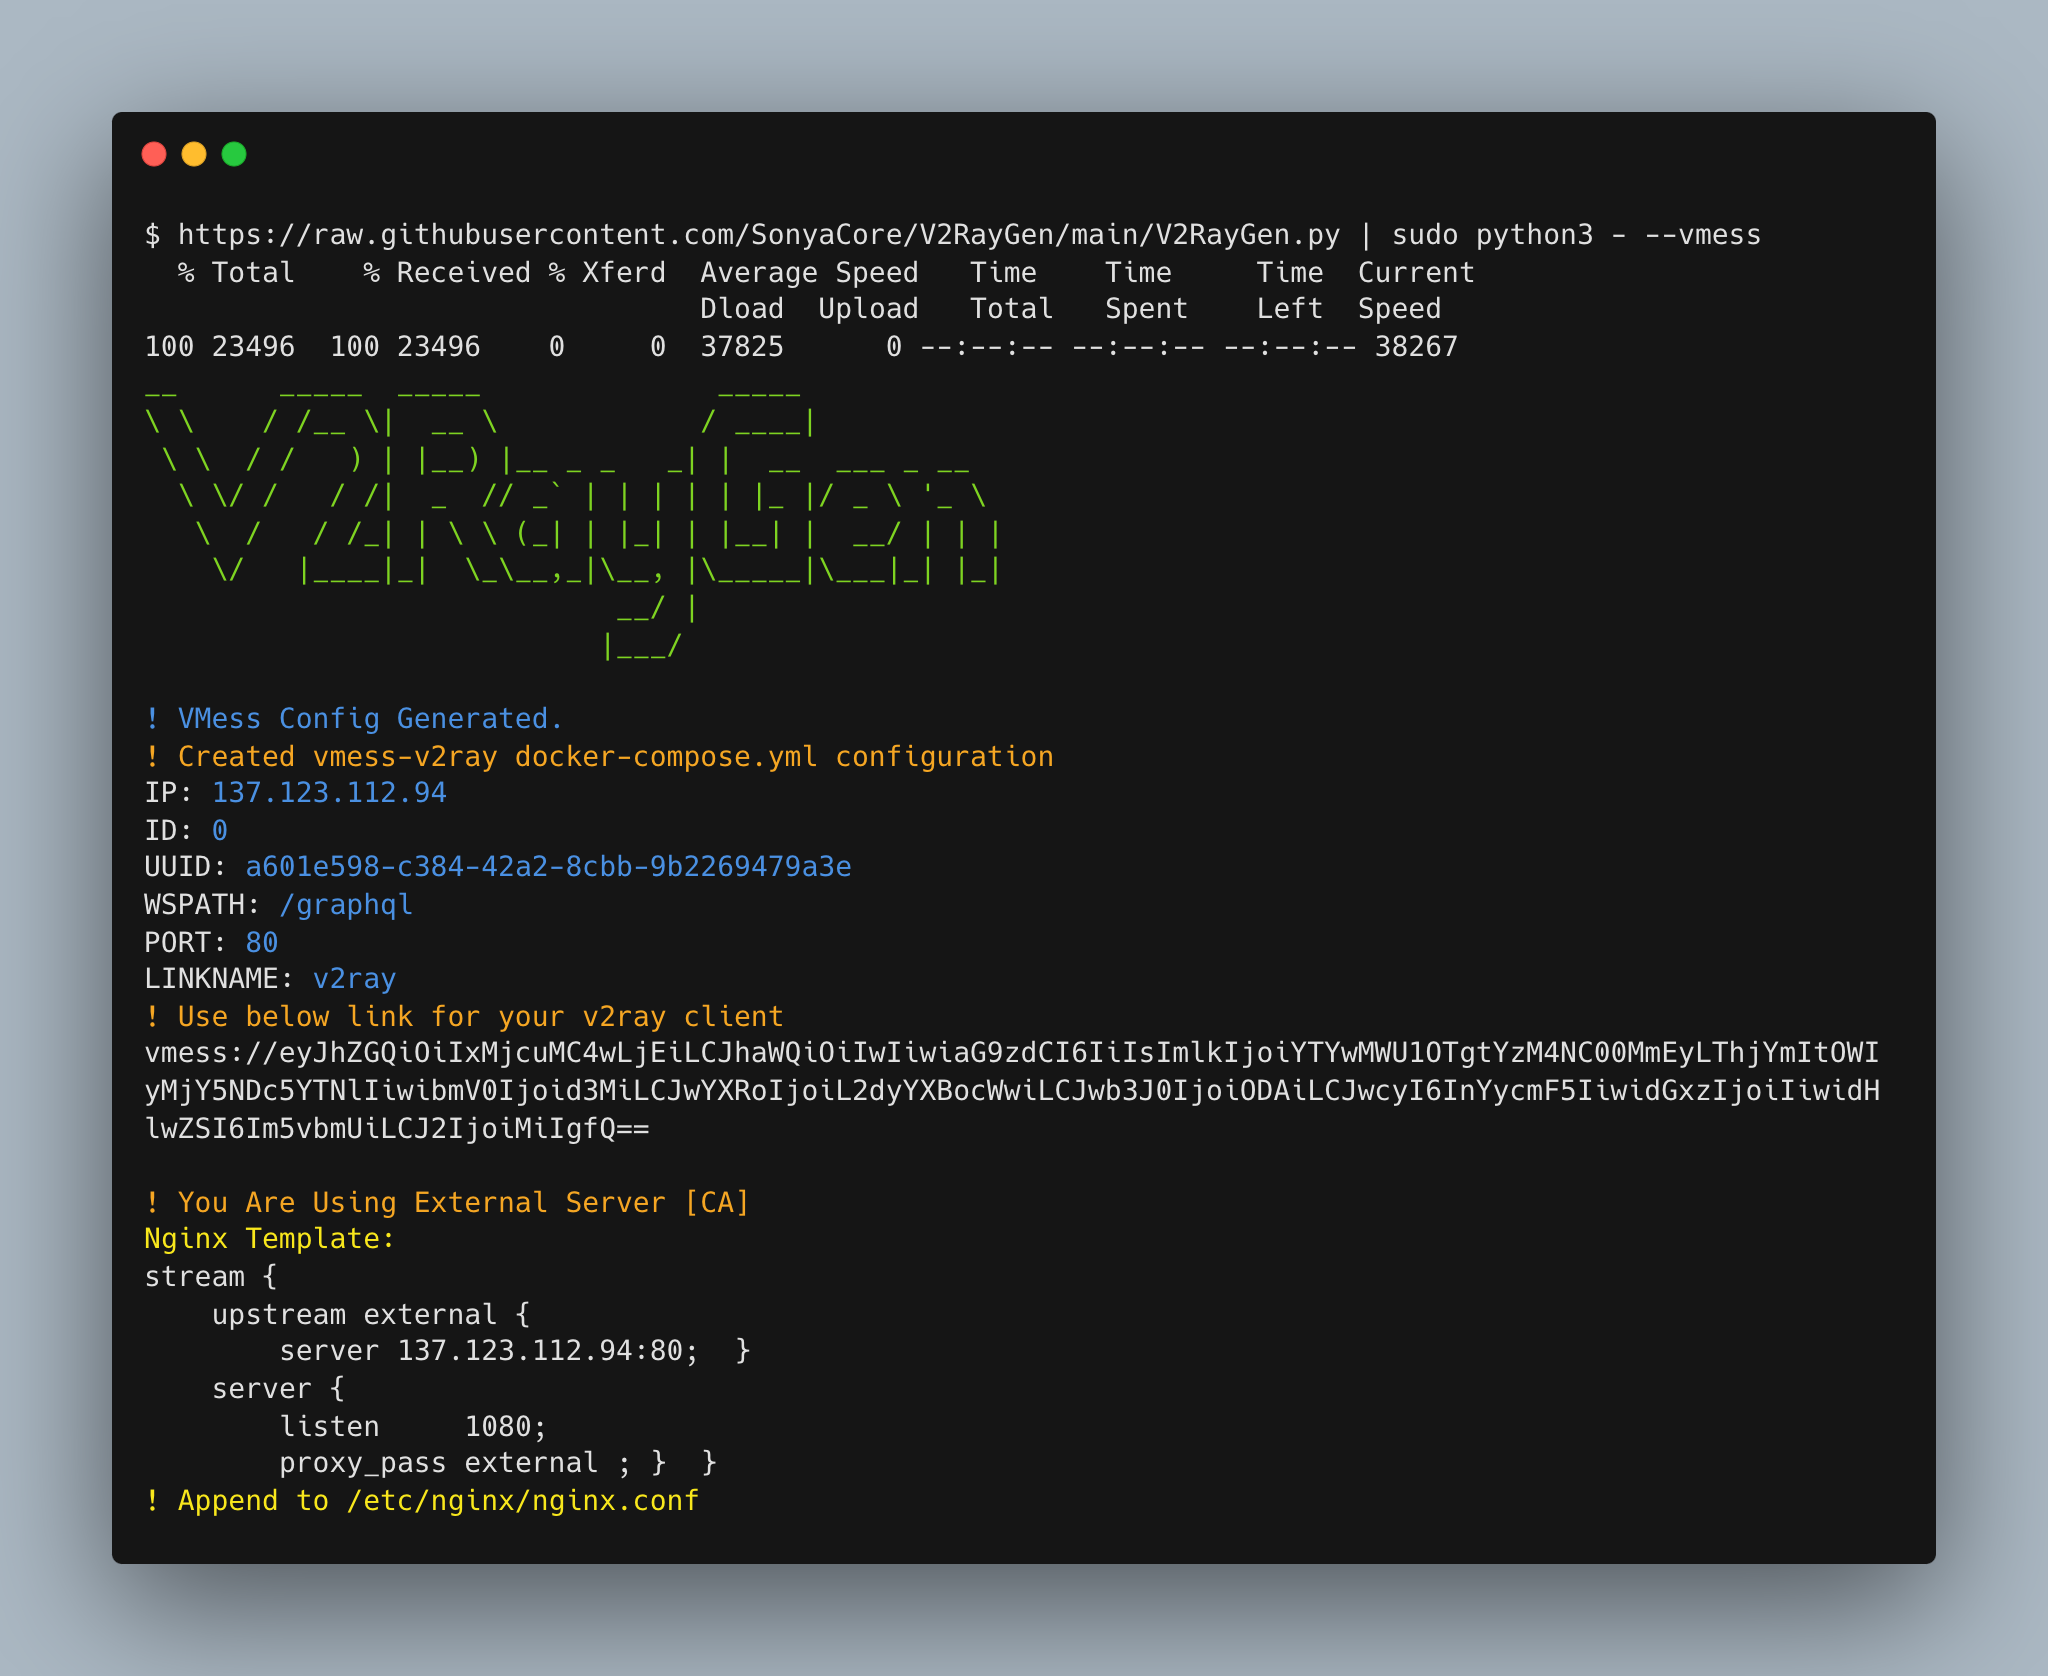 $ https://raw.githubusercontent.com/SonyaCore/V2RayGen/main/V2RayGen.py | sudo python3 - --vmess
  % Total    % Received % Xferd  Average Speed   Time    Time     Time  Current
                                 Dload  Upload   Total   Spent    Left  Speed
100 23496  100 23496    0     0  37825      0 --:--:-- --:--:-- --:--:-- 38267
V2RayGen
! VMess Config Generated.
! Created vmess-v2ray docker-compose.yml configuration
IP: 137.123.112.94
ID: 0
UUID: a601e598-c384-42a2-8cbb-9b2269479a3e
WSPATH: /graphql
PORT: 80
LINKNAME: v2ray
! Use below link for your v2ray client
vmess://eyJhZGQiOiIxMjcuMC4wLjEiLCJhaWQiOiIwIiwiaG9zdCI6IiIsImlkIjoiYTYwMWU1OTgtYzM4NC00MmEyLThjYmItOWI
yMjY5NDc5YTNlIiwibmV0Ijoid3MiLCJwYXRoIjoiL2dyYXBocWwiLCJwb3J0IjoiODAiLCJwcyI6InYycmF5IiwidGxzIjoiIiwidH
lwZSI6Im5vbmUiLCJ2IjoiMiIgfQ==
! You Are Using External Server [CA]
Nginx Template:
stream {
    upstream external {
        server 137.123.112.94:80;  }
    server {
        listen     1080;
        proxy_pass external ; }  }
! Append to /etc/nginx/nginx.conf